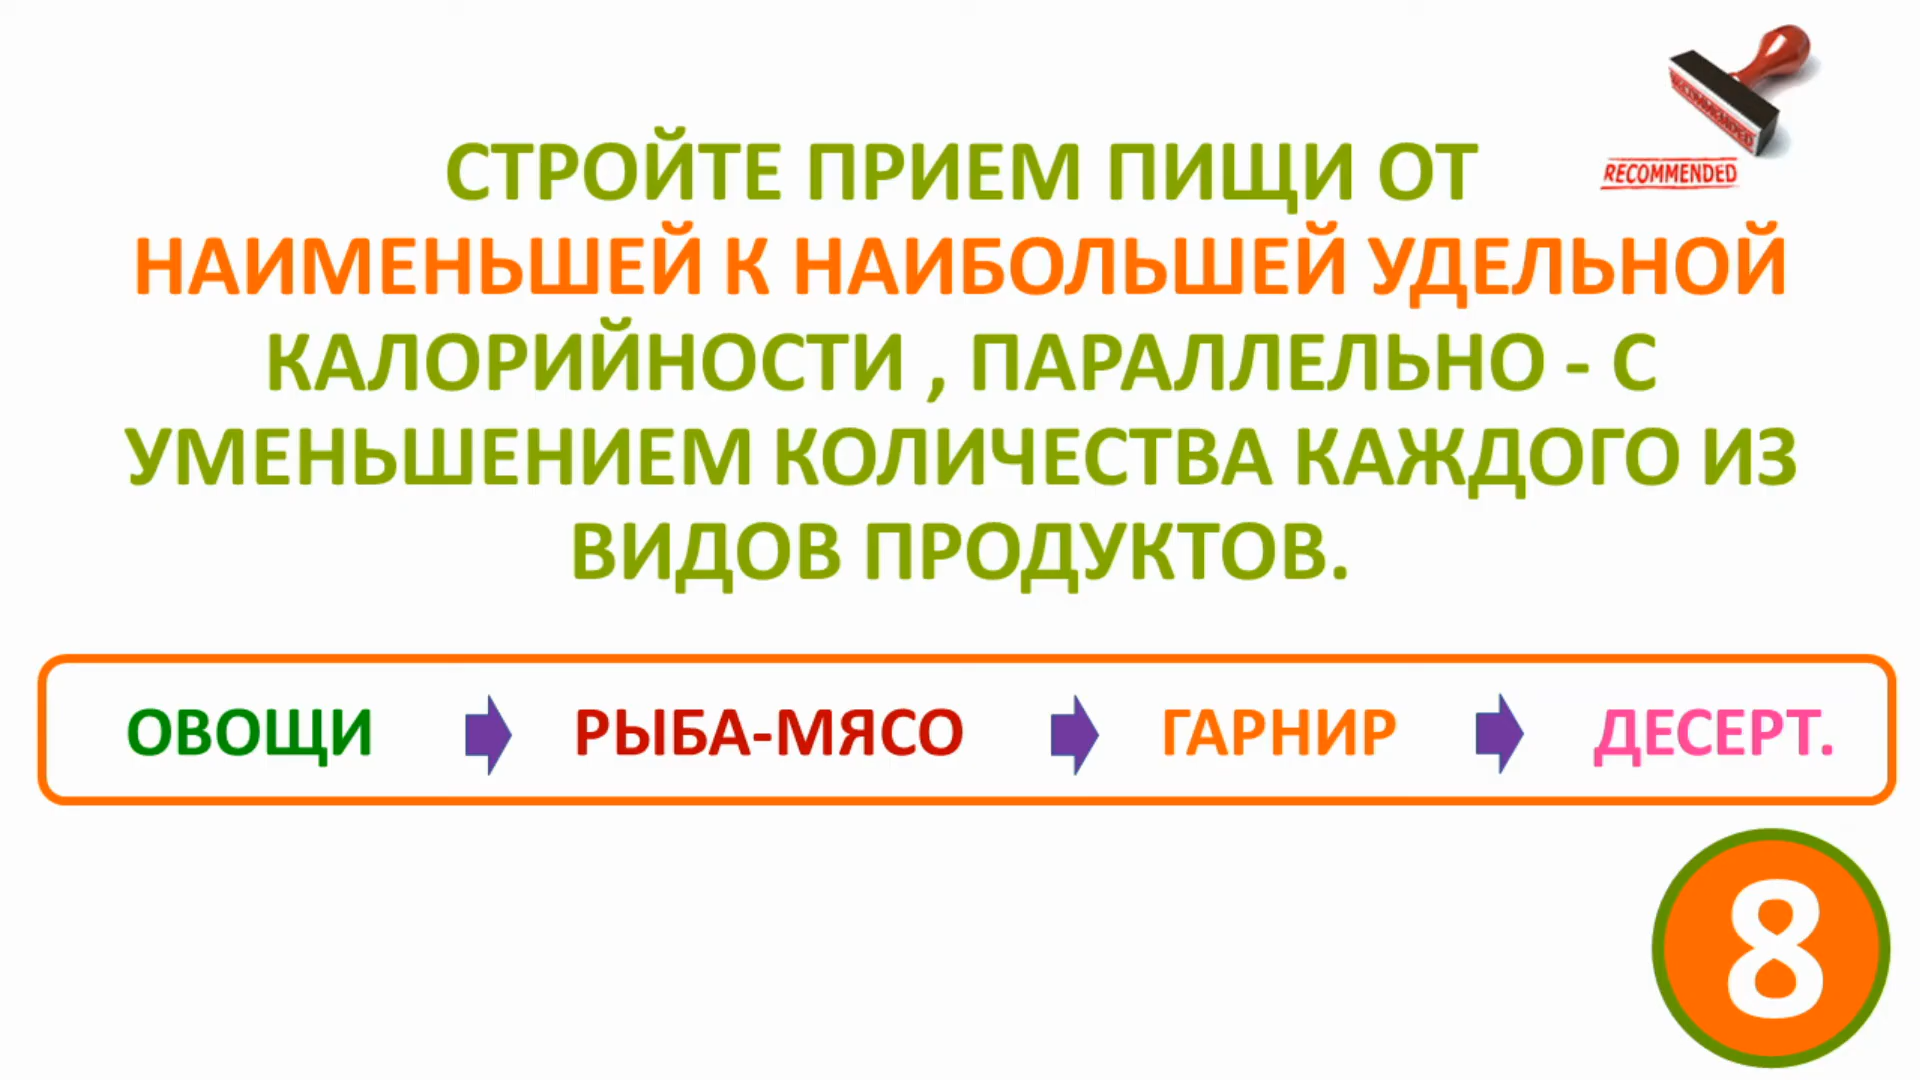 RECOMMENDED
RECOMMENDED
СТРОЙТЕ ПРИЕМ ПИЩИ ОТ
НАИМЕНЬШЕЙ К НАИБОЛЬШЕЙ УДЕЛЬНОЙ
КАЛОРИЙНОСТИ , ПАРАЛЛЕЛЬНО - С
УМЕНЬШЕНИЕМ КОЛИЧЕСТВА КАЖДОГО ИЗ
ВИДОВ ПРОДУКТОВ.
ОВОЩИ РЫБА-МЯСО ГАРНИР ДЕСЕРТ.
8